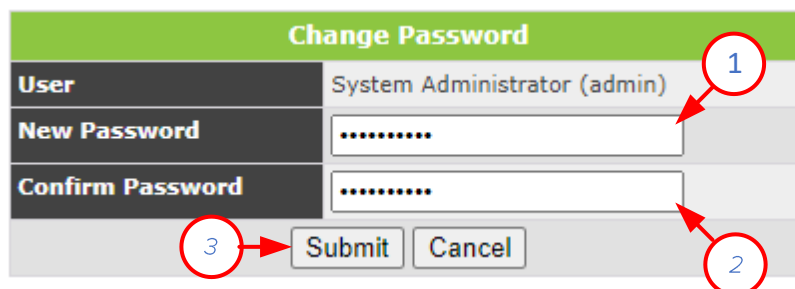 Change Password
User System Administrator (admin)
1
New Password ••••••••••
Confirm Password ••••••••••
3 Submit Cancel
2